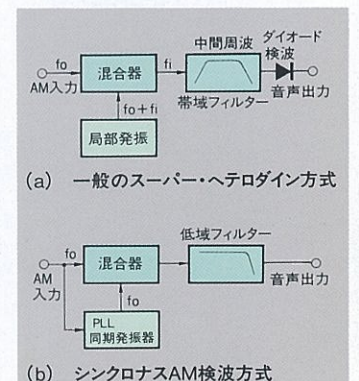 中間周波 ダイオード
検波
fo
混合器
fi
AM入力
音声出力
fo+fi
帯域フィルター
局部発振
(a) 一般のスーパー・ヘテロダイン方式
低域フィルター
fo
混合器
AM
入力
音声出力
fo
PLL
同期発振器
(b) シンクロナスAM検波方式